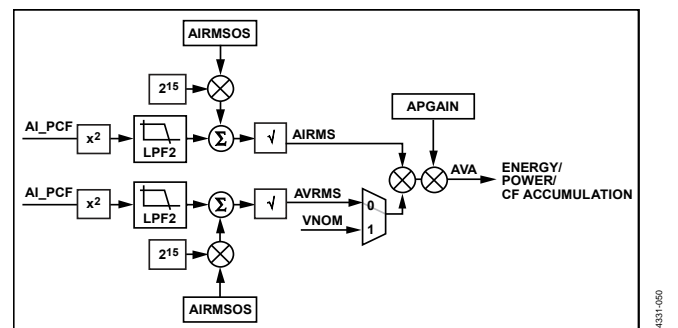 AIRMSOS
2¹⁵
APGAIN
AI_PCF
x²
LPF2
Σ
√
AIRMS
AVA
ENERGY/
POWER/
CF ACCUMULATION
AI_PCF
x²
LPF2
Σ
√
AVRMS
VNOM
0
1
2¹⁵
AIRMSOS
4331-050